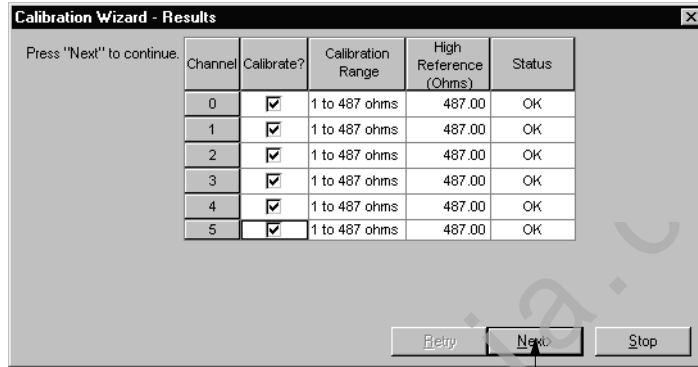 Calibration Wizard - Results
Press "Next" to continue.
Channel Calibrate? Calibration Range High Reference (Ohms) Status
0 1 to 487 ohms 487.00 OK
1 1 to 487 ohms 487.00 OK
2 1 to 487 ohms 487.00 OK
3 1 to 487 ohms 487.00 OK
4 1 to 487 ohms 487.00 OK
5 1 to 487 ohms 487.00 OK
Retry Next> Stop